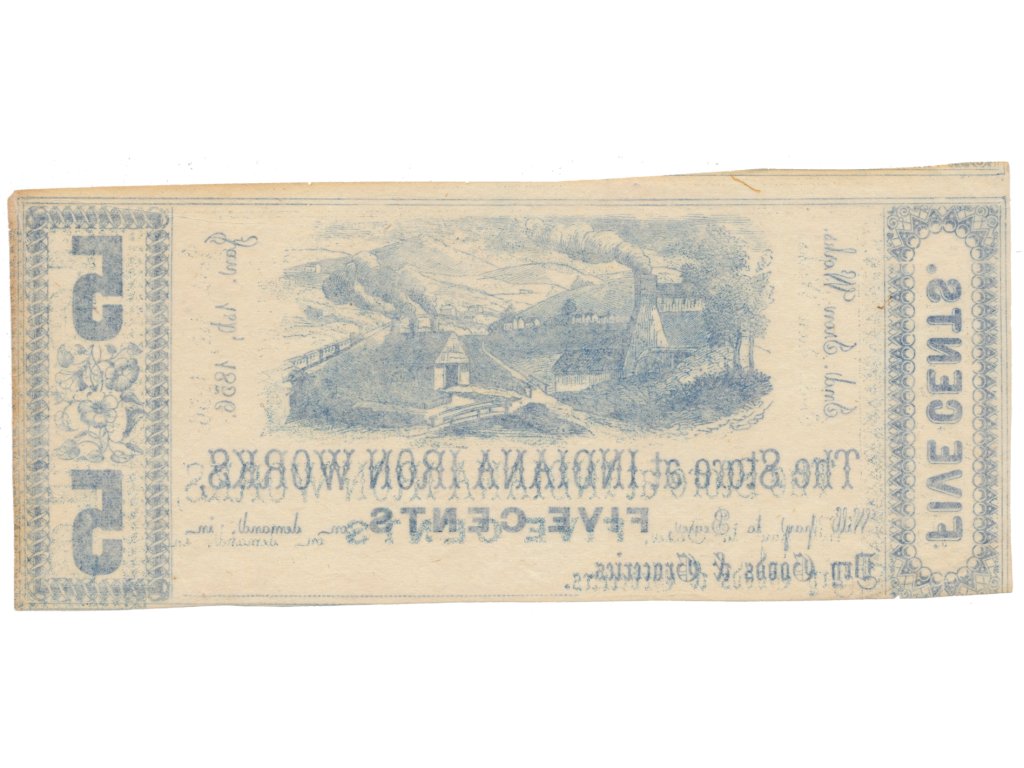 5
5
Jan. 1st, 1856
The Store at INDIANA IRON WORKS
Will pay to Bearer, FIVE-CENTS on demand, in
Dry Goods & Groceries.
FIVE CENTS.